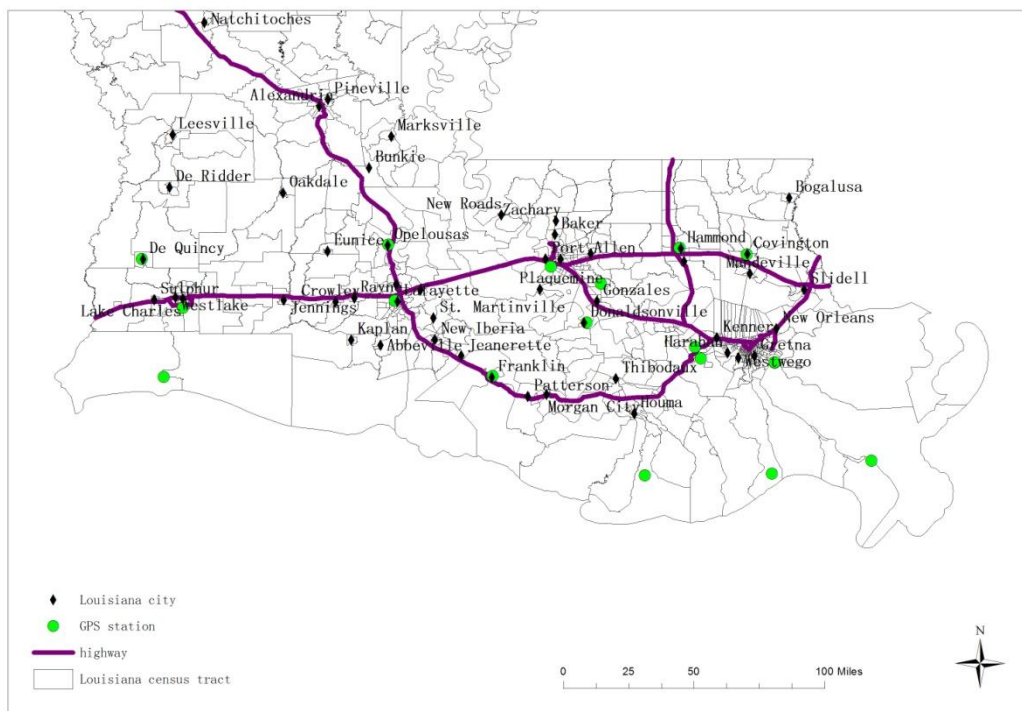 Natchitoches
Pineville
Alexandria
Leesville
Marksville
Bunkie
De Ridder
Oakdale
Bogalusa
New Roads
Zachary
Baker
Eunice
Opelousas
Hammond
Covington
De Quincy
Port Allen
Mandeville
Plaquemine
Slidell
Sulphur
Crowley
Rayne
Lafayette
Gonzales
Lake Charles
Westlake
Jennings
St.
Martinville
Donaldsonville
Kaplan
New Iberia
Kenner
New Orleans
Abbeville
Jeanerette
Harahan
Gretna
Franklin
Thibodaux
Westwego
Patterson
Morgan City
Houma
Louisiana city
GPS station
highway
Louisiana census tract
N
0 25 50 100 Miles